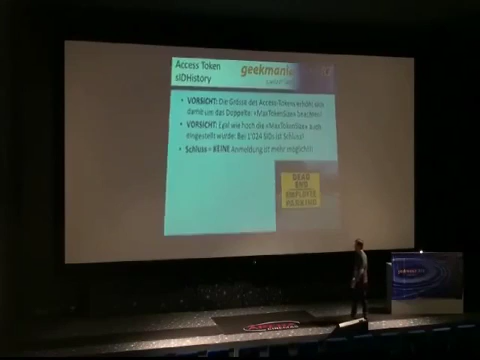 Access Token
sIDHistory
geekmania
• VORSICHT: Die Grösse des Access-Tokens erhöht sich
damit um das Doppelte: «MaxTokenSize» beachten!
• VORSICHT: Egal wie hoch die «MaxTokenSize» auch
eingestellt wurde: Bei 1'024 SIDs ist Schluss!
• Schluss = KEINE Anmeldung ist mehr möglich!
DEAD
END